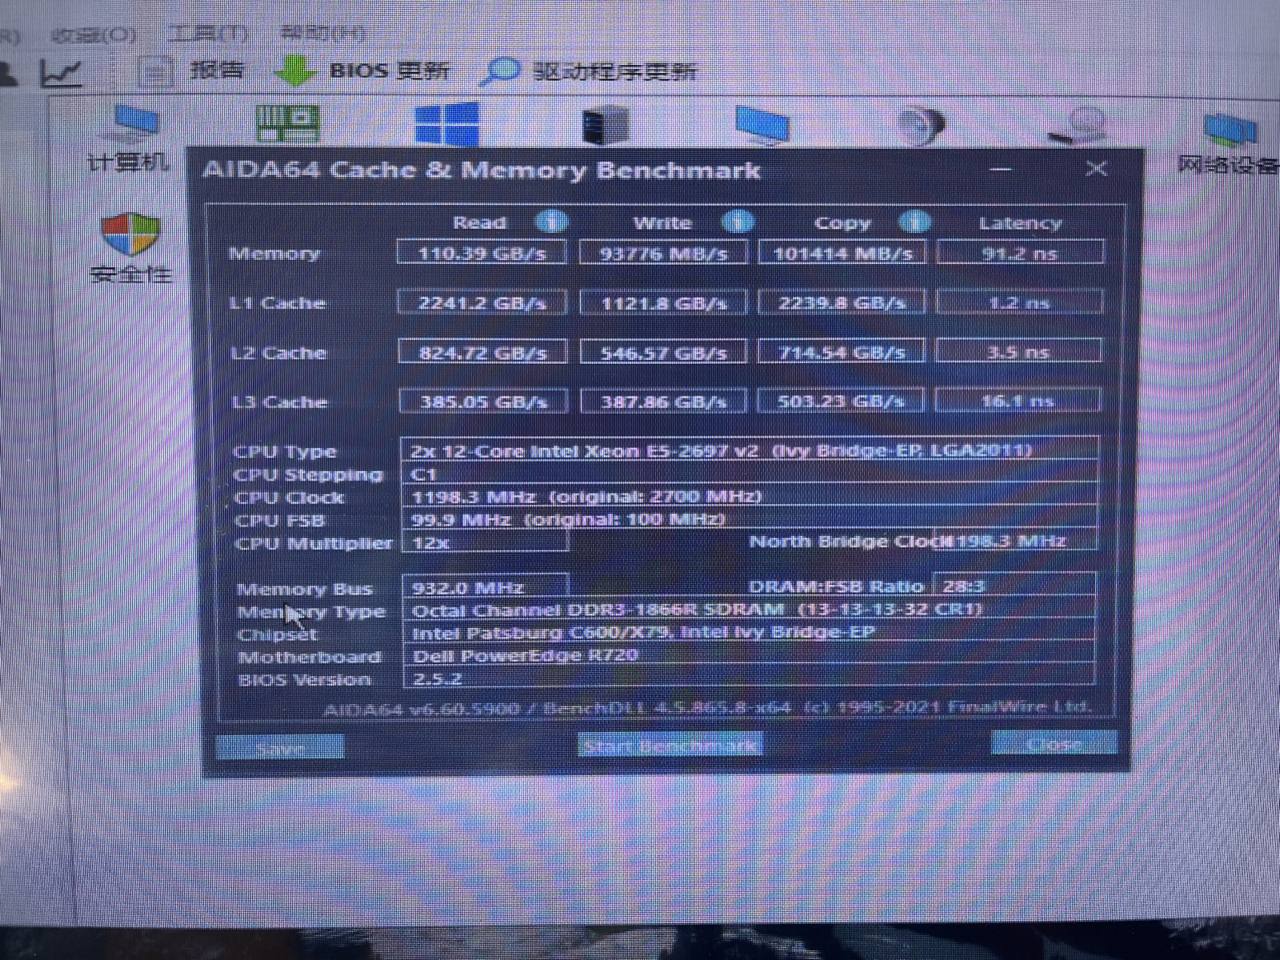 收藏(O) 工具(T) 帮助(H)
报告 BIOS 更新 驱动程序更新
计算机 网络设备
安全性
AIDA64 Cache & Memory Benchmark
Read Write Copy Latency
Memory 110.39 GB/s 93776 MB/s 101414 MB/s 91.2 ns
L1 Cache 2241.2 GB/s 1121.8 GB/s 2239.8 GB/s 1.2 ns
L2 Cache 824.72 GB/s 546.57 GB/s 714.54 GB/s 3.5 ns
L3 Cache 385.05 GB/s 387.86 GB/s 503.23 GB/s 16.1 ns
CPU Type 2x 12-Core Intel Xeon E5-2697 v2 (Ivy Bridge-EP, LGA2011)
CPU Stepping C1
CPU Clock 1198.3 MHz (original: 2700 MHz)
CPU FSB 99.9 MHz (original: 100 MHz)
CPU Multiplier 12x North Bridge Clock 1198.3 MHz
Memory Bus 932.0 MHz DRAM:FSB Ratio 28:3
Memory Type Octal Channel DDR3-1866R SDRAM (13-13-13-32 CR1)
Chipset Intel Patsburg C600/X79, Intel Ivy Bridge-EP
Motherboard Dell PowerEdge R720
BIOS Version 2.5.2
AIDA64 v6.60.5900 / BenchDLL 4.5.865.8-x64 (c) 1995-2021 FinalWire Ltd.
Save Start Benchmark Close